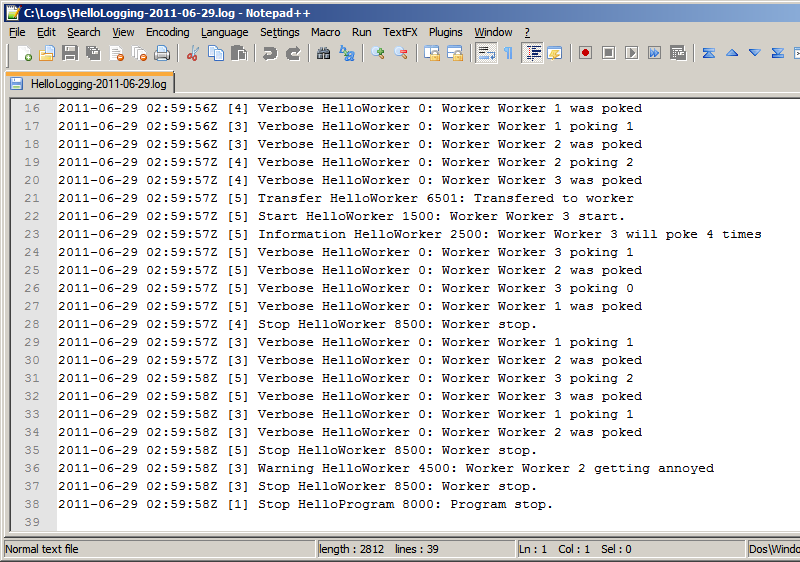 C:\Logs\HelloLogging-2011-06-29.log - Notepad++
File Edit Search View Encoding Language Settings Macro Run TextFX Plugins Window ?
HelloLogging-2011-06-29.log
16 2011-06-29 02:59:56Z [4] Verbose HelloWorker 0: Worker Worker 1 was poked
17 2011-06-29 02:59:56Z [3] Verbose HelloWorker 0: Worker Worker 1 poking 1
18 2011-06-29 02:59:56Z [3] Verbose HelloWorker 0: Worker Worker 2 was poked
19 2011-06-29 02:59:57Z [4] Verbose HelloWorker 0: Worker Worker 2 poking 2
20 2011-06-29 02:59:57Z [4] Verbose HelloWorker 0: Worker Worker 3 was poked
21 2011-06-29 02:59:57Z [5] Transfer HelloWorker 6501: Transfered to worker
22 2011-06-29 02:59:57Z [5] Start HelloWorker 1500: Worker Worker 3 start.
23 2011-06-29 02:59:57Z [5] Information HelloWorker 2500: Worker Worker 3 will poke 4 times
24 2011-06-29 02:59:57Z [5] Verbose HelloWorker 0: Worker Worker 3 poking 1
25 2011-06-29 02:59:57Z [5] Verbose HelloWorker 0: Worker Worker 2 was poked
26 2011-06-29 02:59:57Z [5] Verbose HelloWorker 0: Worker Worker 3 poking 0
27 2011-06-29 02:59:57Z [5] Verbose HelloWorker 0: Worker Worker 1 was poked
28 2011-06-29 02:59:57Z [4] Stop HelloWorker 8500: Worker stop.
29 2011-06-29 02:59:57Z [3] Verbose HelloWorker 0: Worker Worker 1 poking 1
30 2011-06-29 02:59:57Z [3] Verbose HelloWorker 0: Worker Worker 2 was poked
31 2011-06-29 02:59:58Z [5] Verbose HelloWorker 0: Worker Worker 3 poking 2
32 2011-06-29 02:59:58Z [5] Verbose HelloWorker 0: Worker Worker 3 was poked
33 2011-06-29 02:59:58Z [3] Verbose HelloWorker 0: Worker Worker 1 poking 1
34 2011-06-29 02:59:58Z [3] Verbose HelloWorker 0: Worker Worker 2 was poked
35 2011-06-29 02:59:58Z [5] Stop HelloWorker 8500: Worker stop.
36 2011-06-29 02:59:58Z [3] Warning HelloWorker 4500: Worker Worker 2 getting annoyed
37 2011-06-29 02:59:58Z [3] Stop HelloWorker 8500: Worker stop.
38 2011-06-29 02:59:58Z [1] Stop HelloProgram 8000: Program stop.
39
Normal text file length : 2812 lines : 39 Ln : 1 Col : 1 Sel : 0 Dos\Windo